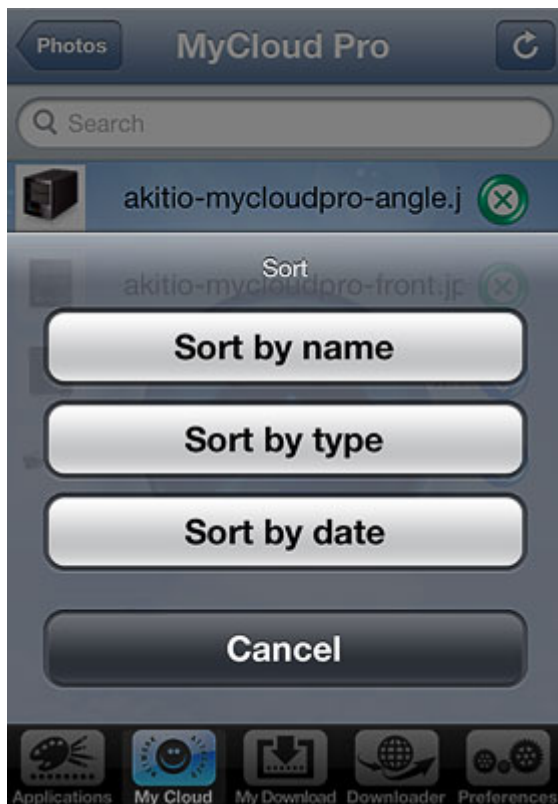 Photos
MyCloud Pro
Search
akitio-mycloudpro-angle.j
Sort
akitio-mycloudpro-front.jp
Sort by name
Sort by type
Sort by date
Cancel
Applications
My Cloud
My Download
Downloader
Preferences